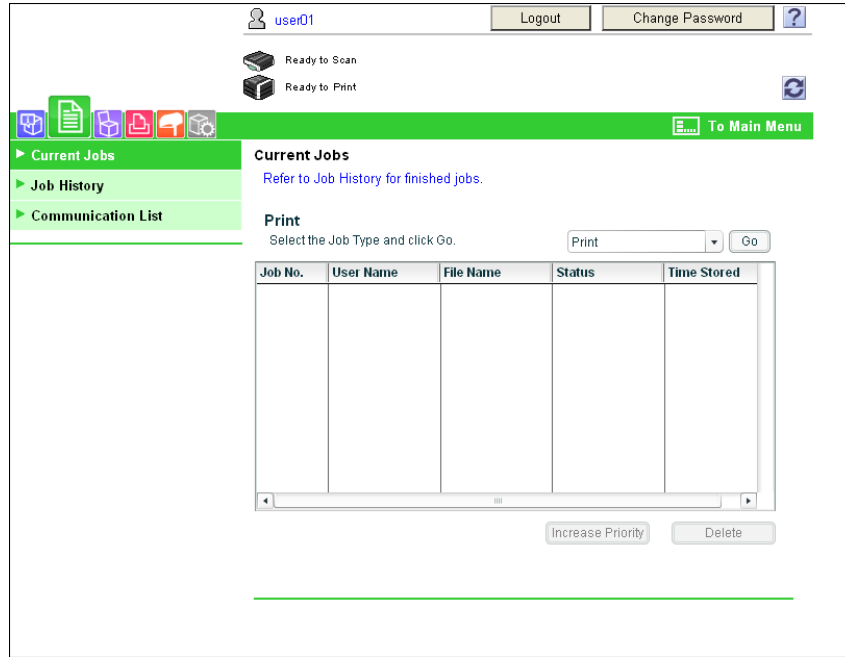 user01 Logout Change Password ?
Ready to Scan
Ready to Print
To Main Menu
Current Jobs
Job History
Communication List
Current Jobs
Refer to Job History for finished jobs.
Print
Select the Job Type and click Go. Print Go
Job No. User Name File Name Status Time Stored
Increase Priority Delete